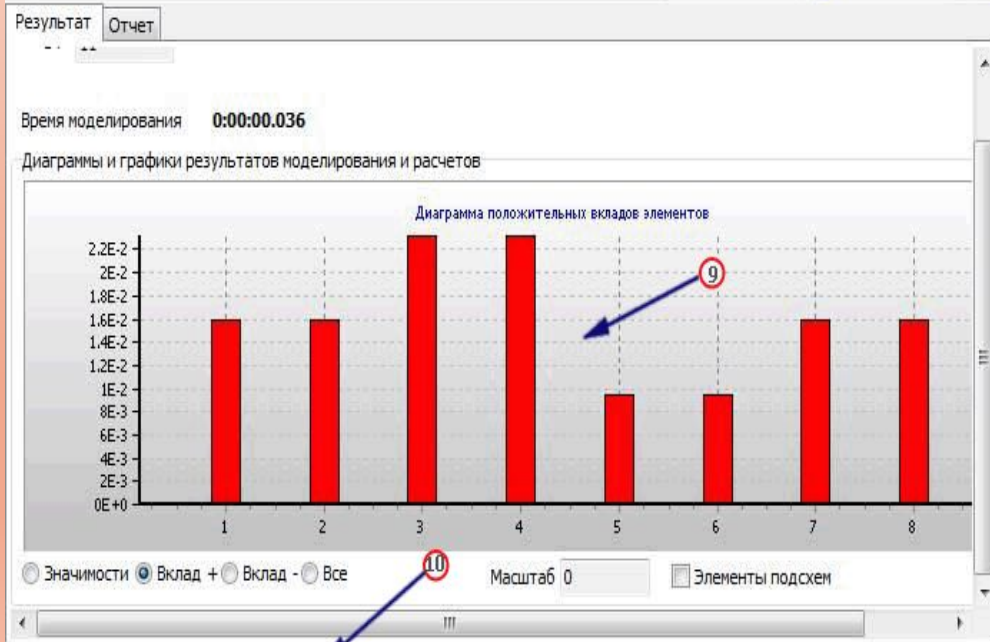 Результат Отчет
Время моделирования 0:00:00.036
Диаграммы и графики результатов моделирования и расчетов
Диаграмма положительных вкладов элементов
2.2E-2
2E-2
9
1.8E-2
1.6E-2
1.4E-2
1.2E-2
1E-2
8E-3
6E-3
4E-3
2E-3
0E+0
1 2 3 4 5 6 7 8
10
Значимости Вклад + Вклад - Все Масштаб 0 Элементы подсхем